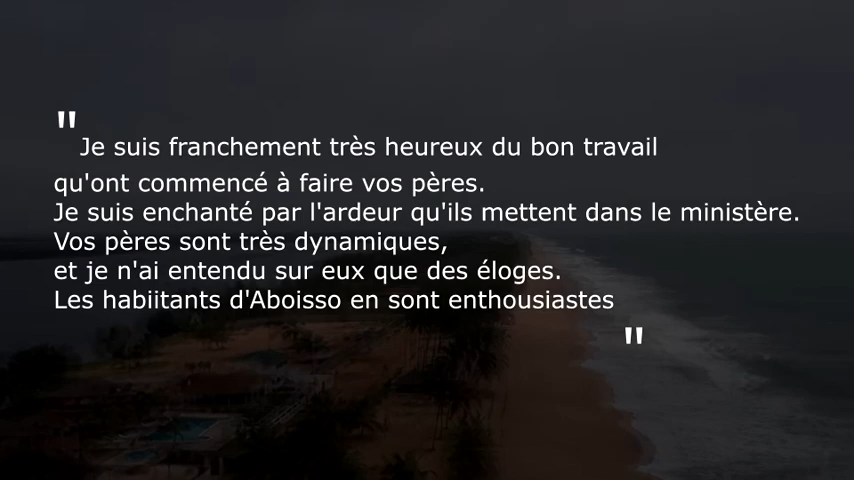 "Je suis franchement très heureux du bon travail
qu'ont commencé à faire vos pères.
Je suis enchanté par l'ardeur qu'ils mettent dans le ministère.
Vos pères sont très dynamiques,
et je n'ai entendu sur eux que des éloges.
Les habiitants d'Aboisso en sont enthousiastes
"